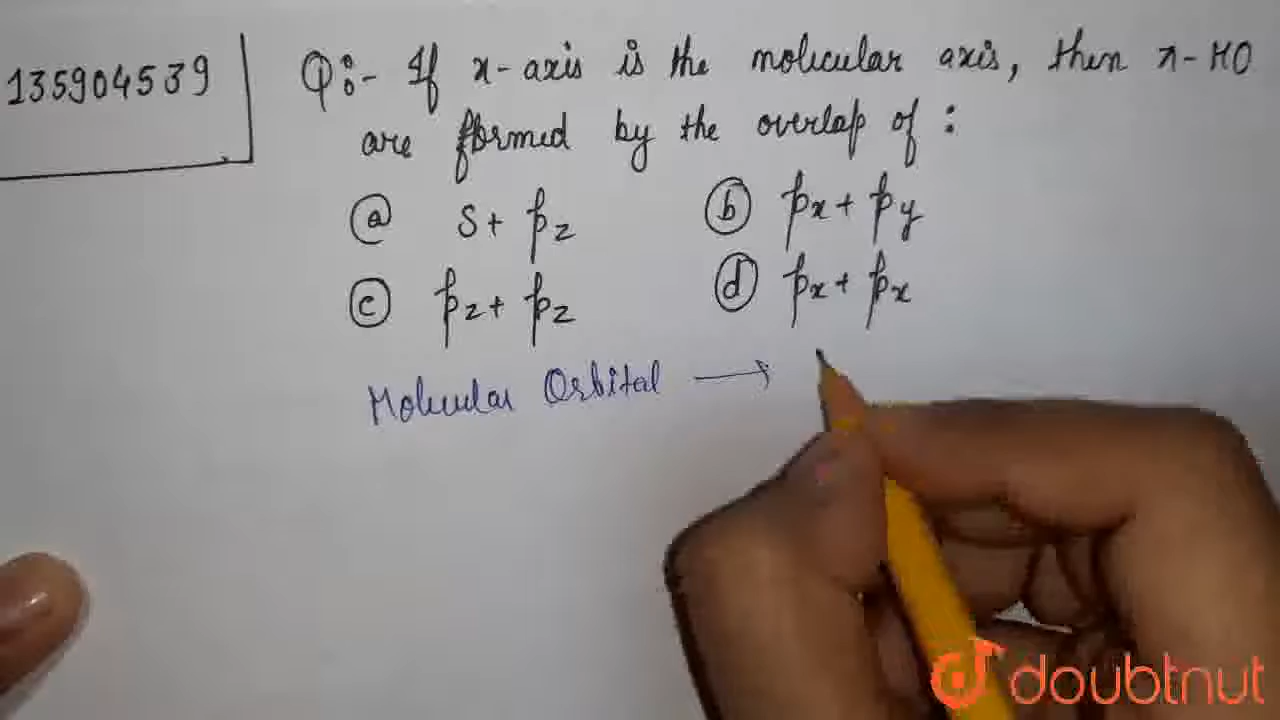 135904539
Q:- If x-axis is the molecular axis, then π-MO
are formed by the overlap of :
(a) S + pz (b) px + py
(c) pz + pz (d) px + px
Molecular Orbital →
doubtnut